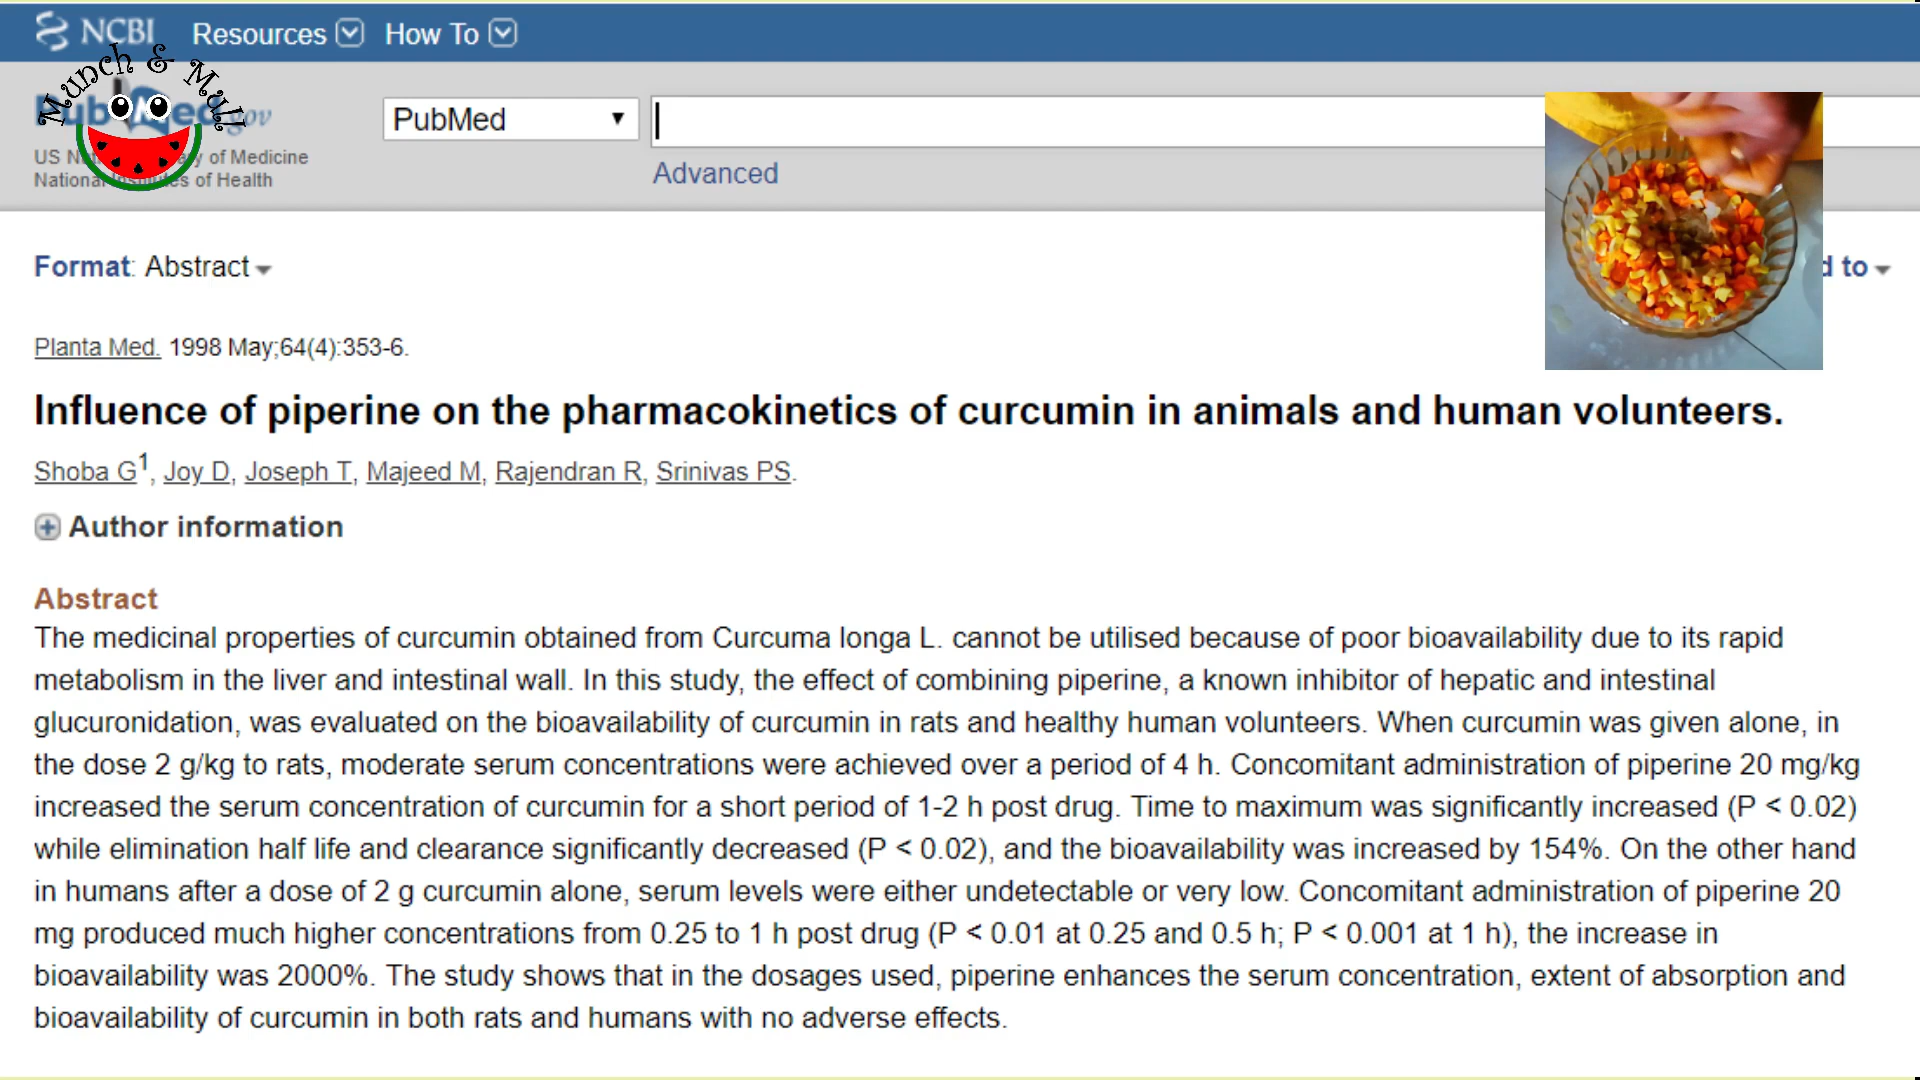 NCBI Resources How To
Munch & Mull
PubMed.gov
US National Library of Medicine
National Institutes of Health
PubMed
Advanced
Format: Abstract
d to
Planta Med. 1998 May;64(4):353-6.
Influence of piperine on the pharmacokinetics of curcumin in animals and human volunteers.
Shoba G1, Joy D, Joseph T, Majeed M, Rajendran R, Srinivas PS.
Author information
Abstract
The medicinal properties of curcumin obtained from Curcuma longa L. cannot be utilised because of poor bioavailability due to its rapid
metabolism in the liver and intestinal wall. In this study, the effect of combining piperine, a known inhibitor of hepatic and intestinal
glucuronidation, was evaluated on the bioavailability of curcumin in rats and healthy human volunteers. When curcumin was given alone, in
the dose 2 g/kg to rats, moderate serum concentrations were achieved over a period of 4 h. Concomitant administration of piperine 20 mg/kg
increased the serum concentration of curcumin for a short period of 1-2 h post drug. Time to maximum was significantly increased (P < 0.02)
while elimination half life and clearance significantly decreased (P < 0.02), and the bioavailability was increased by 154%. On the other hand
in humans after a dose of 2 g curcumin alone, serum levels were either undetectable or very low. Concomitant administration of piperine 20
mg produced much higher concentrations from 0.25 to 1 h post drug (P < 0.01 at 0.25 and 0.5 h; P < 0.001 at 1 h), the increase in
bioavailability was 2000%. The study shows that in the dosages used, piperine enhances the serum concentration, extent of absorption and
bioavailability of curcumin in both rats and humans with no adverse effects.